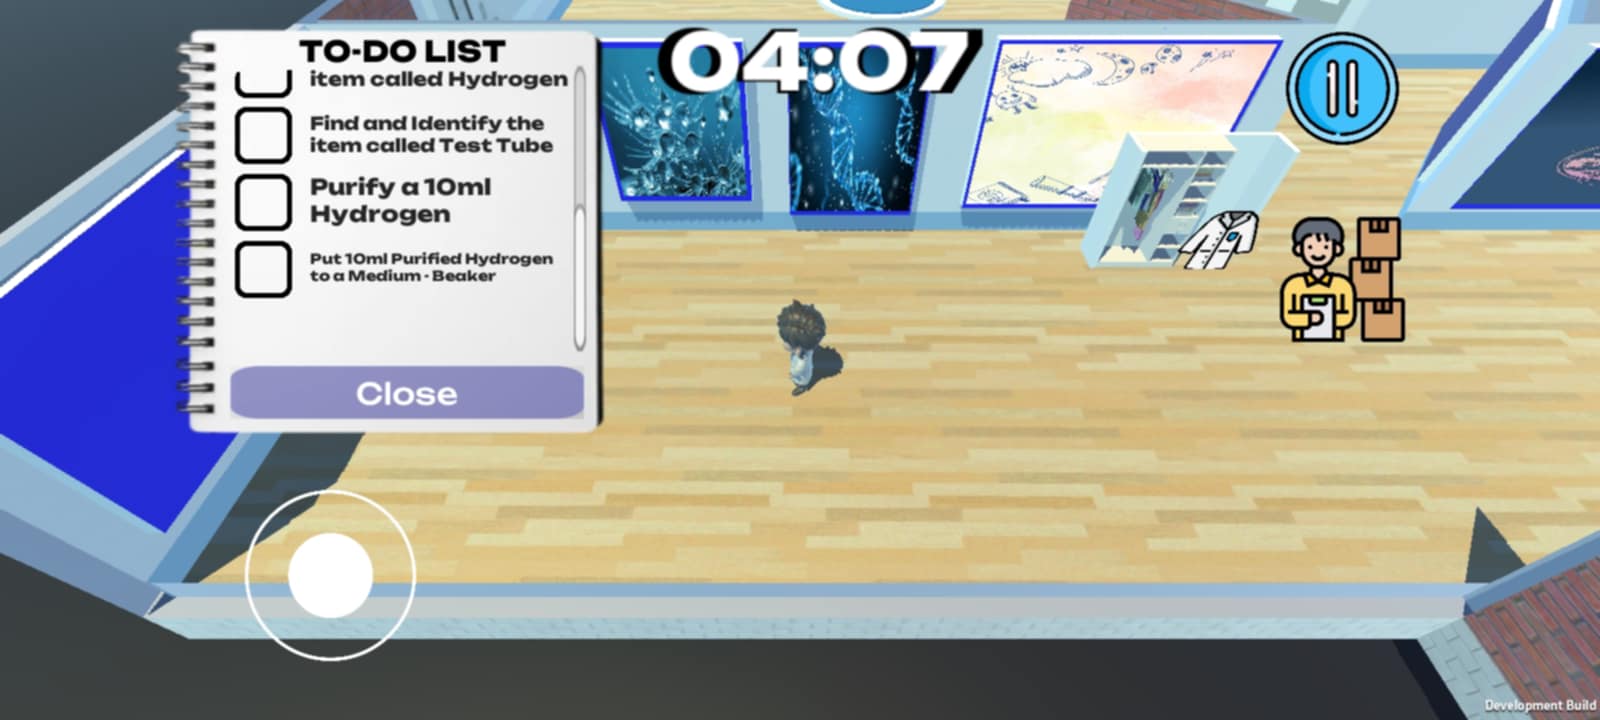 TO-DO LIST
item called Hydrogen
Find and Identify the
item called Test Tube
Purify a 10ml
Hydrogen
Put 10ml Purified Hydrogen
to a Medium - Beaker
Close
04:07
Development Build